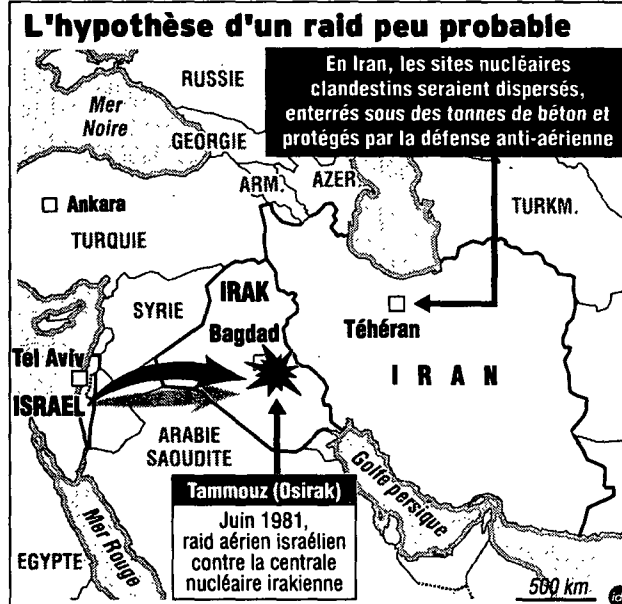 L'hypothèse d'un raid peu probable
En Iran, les sites nucléaires
clandestins seraient dispersés,
enterrés sous des tonnes de béton et
protégés par la défense anti-aérienne
RUSSIE
Mer
Noire
GEORGIE
ARM.
AZER.
TURKM.
Ankara
TURQUIE
SYRIE
IRAK
Bagdad
Téhéran
Tel Aviv
ISRAEL
IRAN
ARABIE
SAOUDITE
Golfe persique
Tammouz (Osirak)
Juin 1981,
raid aérien israélien
contre la centrale
nucléaire irakienne
Mer Rouge
EGYPTE
500 km